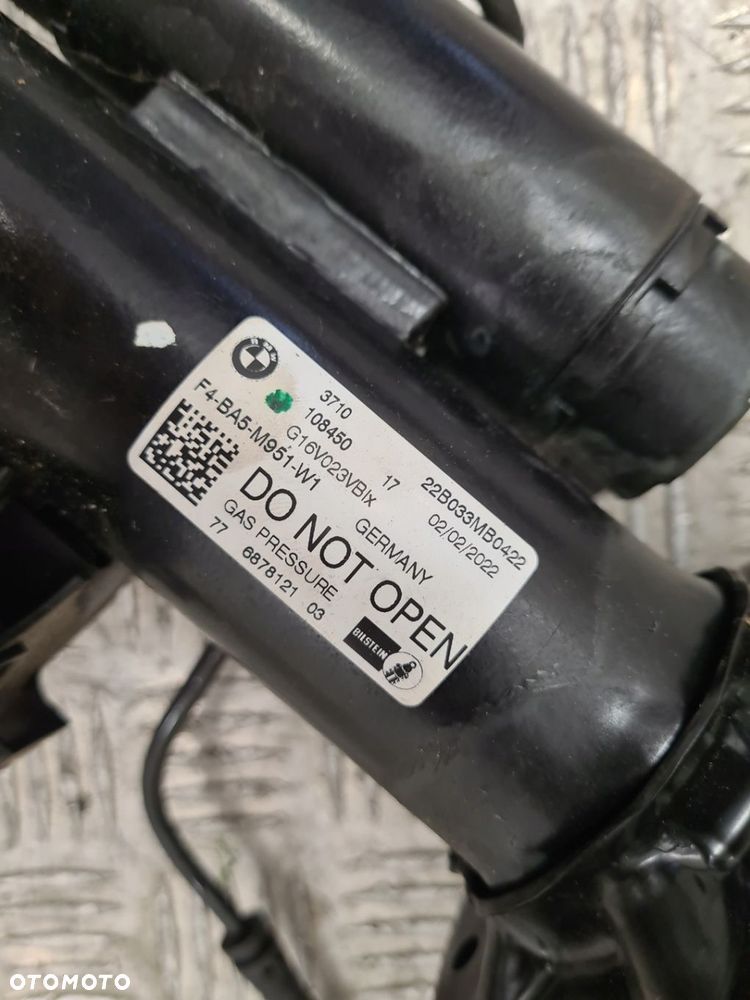 BMW
3710
108450 17 22B033MB0422
G16V023VBIX
F4-BA5-M951-W1 GERMANY 02/02/2022
DO NOT OPEN
GAS PRESSURE
77 6878121 03
BILSTEIN
OTOMOTO